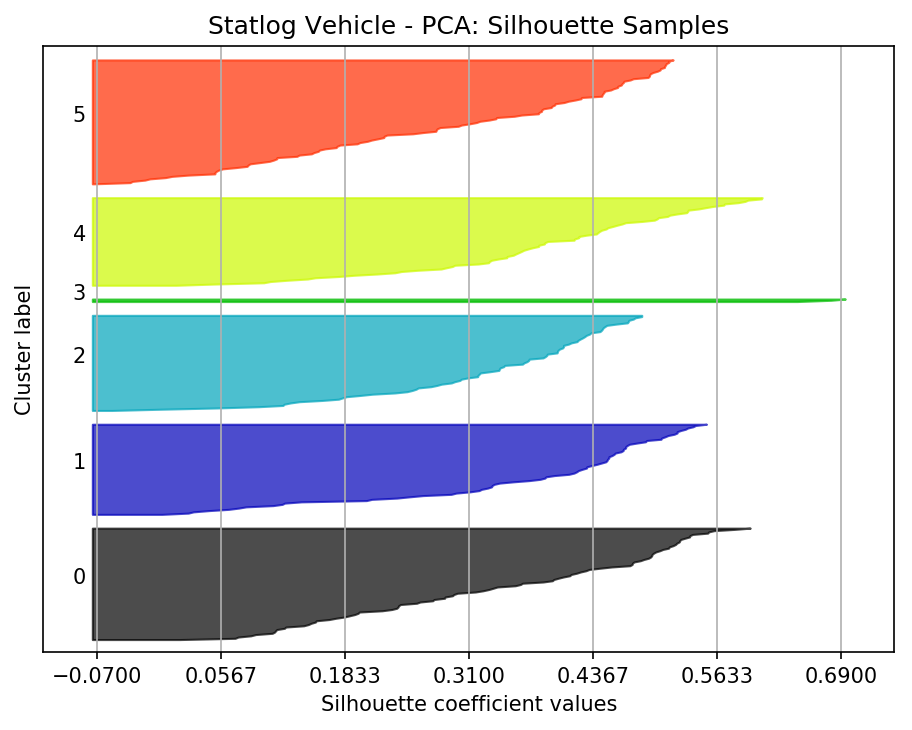 Statlog Vehicle - PCA: Silhouette Samples
5
4
3
2
1
0
Cluster label
−0.0700 0.0567 0.1833 0.3100 0.4367 0.5633 0.6900
Silhouette coefficient values